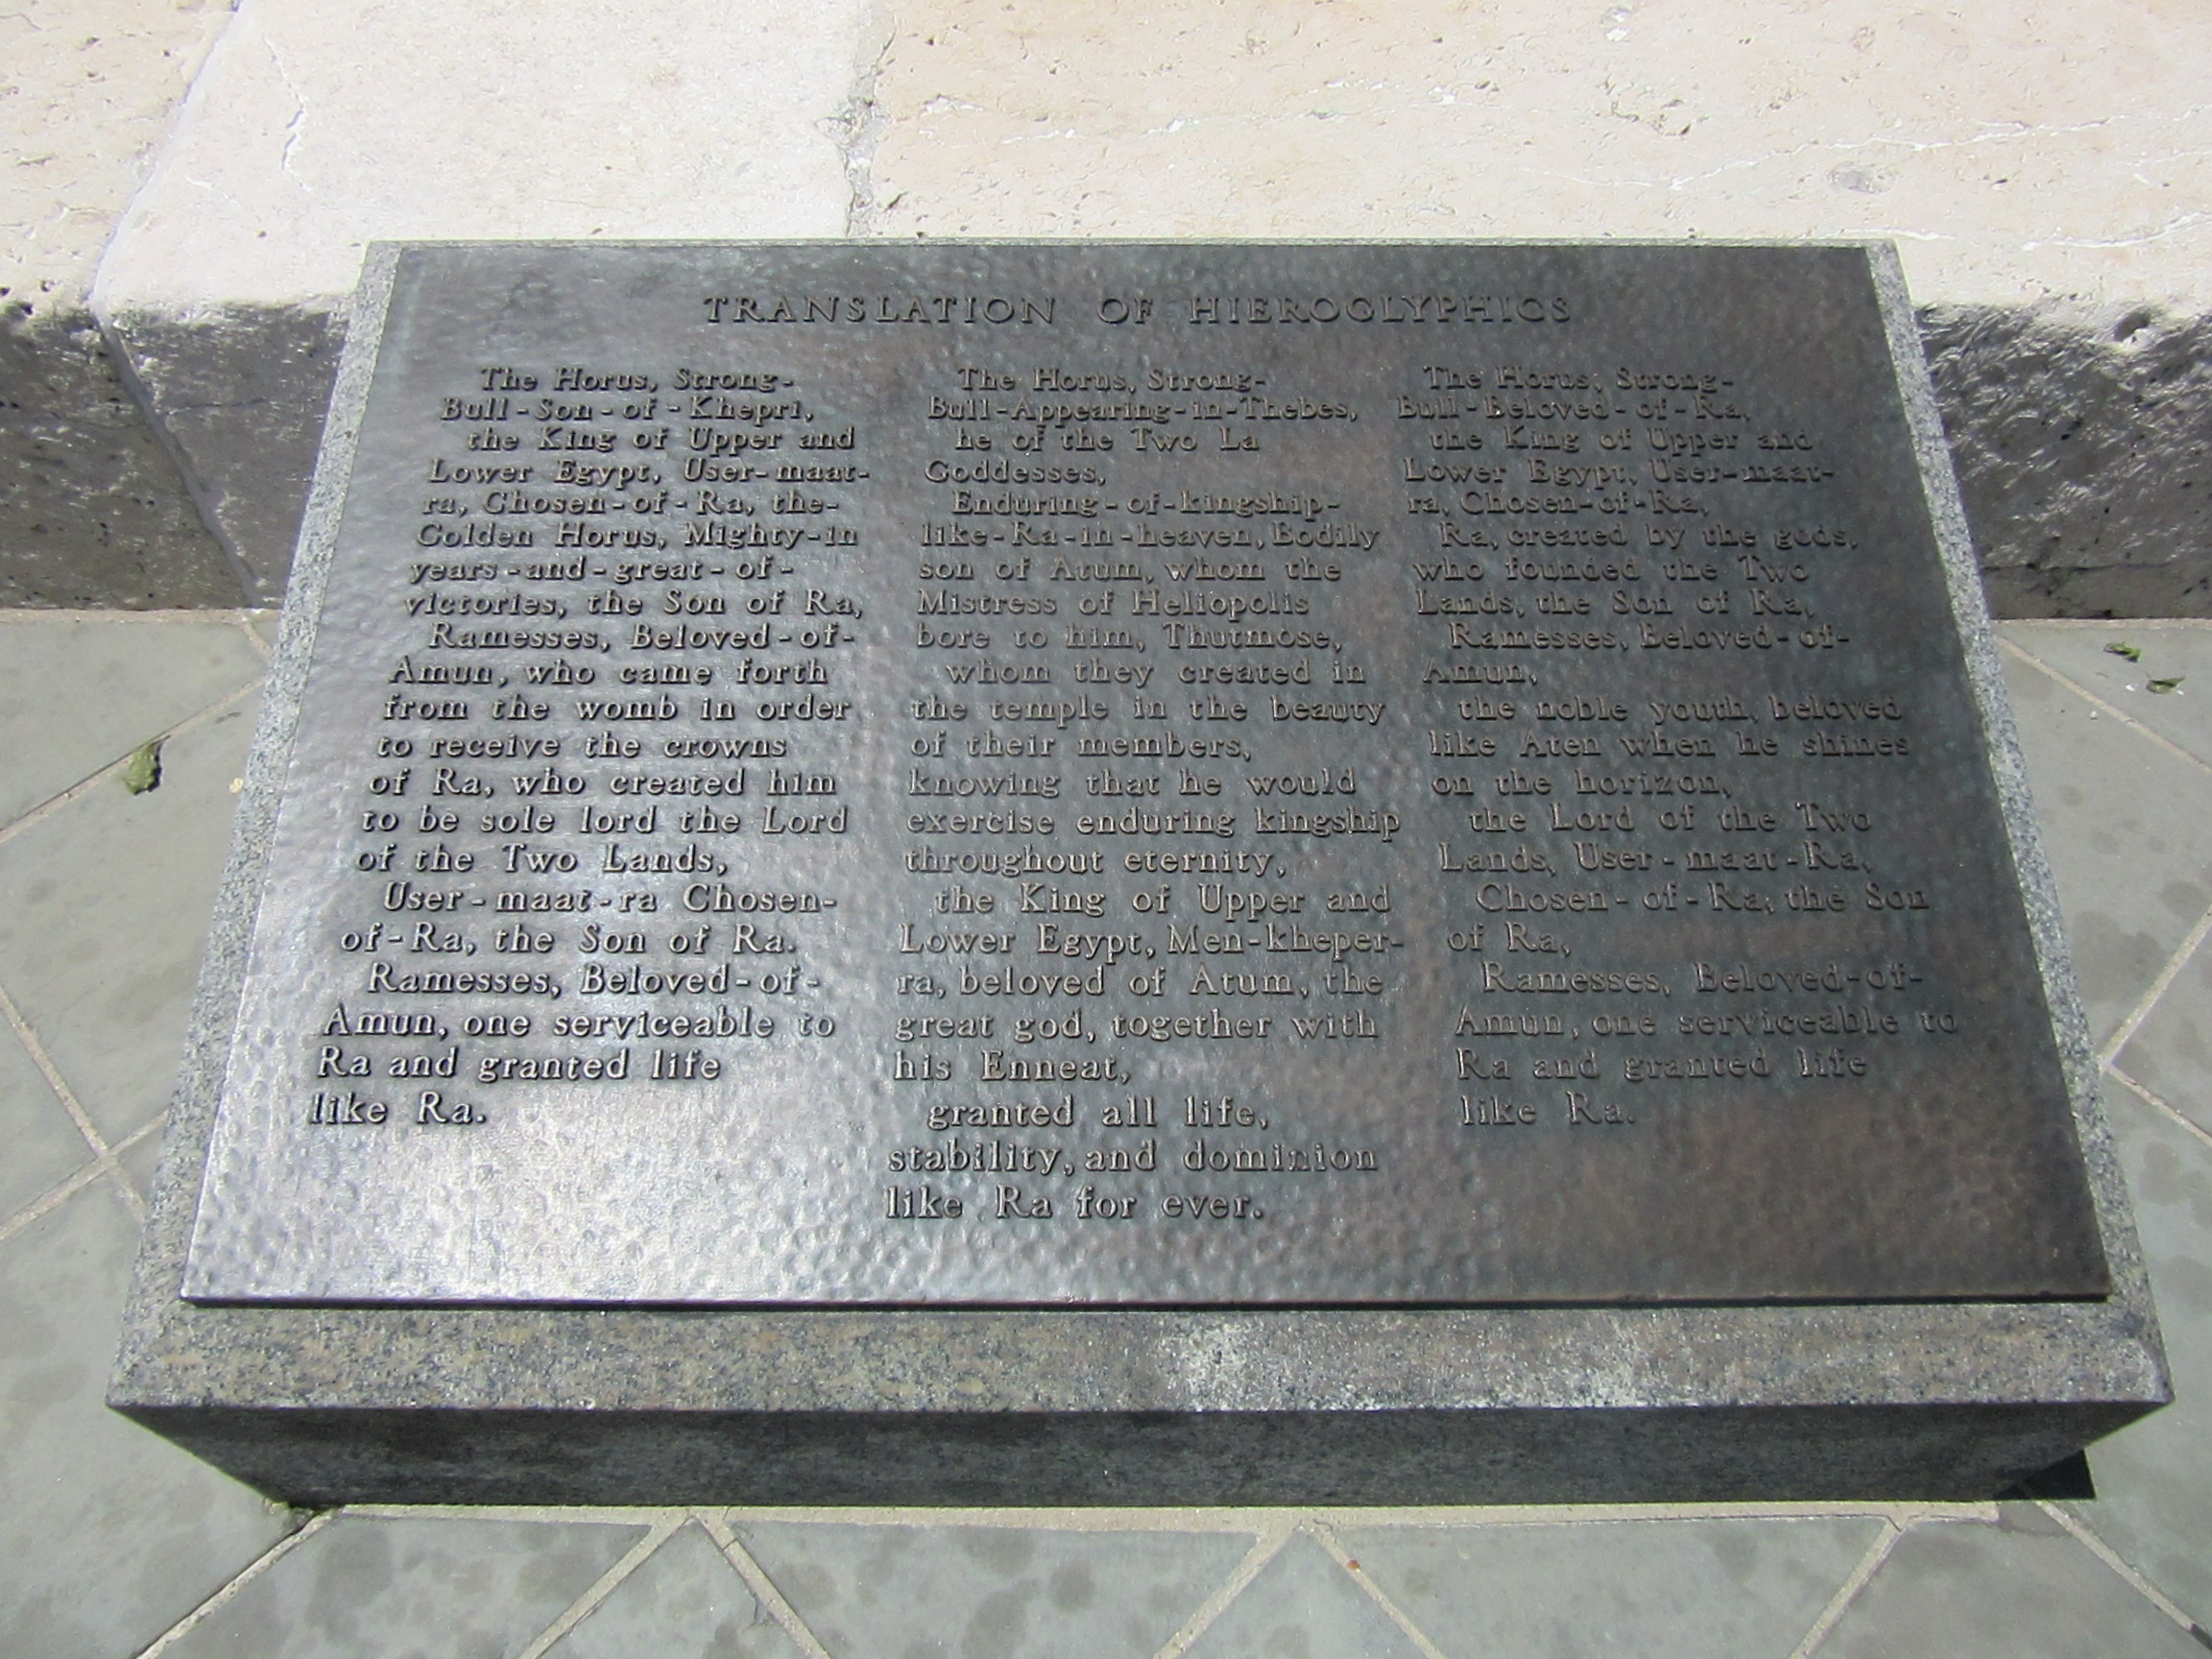 TRANSLATION OF HIEROGLYPHICS
The Horus, Strong-
Bull-Son-of-Khepri,
the King of Upper and
Lower Egypt, User-maat-
ra, Chosen-of-Ra, the-
Golden Horus, Mighty-in
years-and-great-of-
victories, the Son of Ra,
Ramesses, Beloved-of-
Amun, who came forth
from the womb in order
to receive the crowns
of Ra, who created him
to be sole lord the Lord
of the Two Lands,
User-maat-ra Chosen-
of-Ra, the Son of Ra.
Ramesses, Beloved-of-
Amun, one serviceable to
Ra and granted life
like Ra.
The Horus, Strong-
Bull-Appearing-in-Thebes,
he of the Two La
Goddesses,
Enduring-of-kingship-
like-Ra-in-heaven, Bodily
son of Atum, whom the
Mistress of Heliopolis
bore to him, Thutmose,
whom they created in
the temple in the beauty
of their members,
knowing that he would
exercise enduring kingship
throughout eternity,
the King of Upper and
Lower Egypt, Men-kheper-
ra, beloved of Atum, the
great god, together with
his Enneat,
granted all life,
stability, and dominion
like Ra for ever.
The Horus, Strong-
Bull-Beloved-of-Ra,
the King of Upper and
Lower Egypt, User-maat-
ra, Chosen-of-Ra,
Ra, created by the gods,
who founded the Two
Lands, the Son of Ra,
Ramesses, Beloved-of-
Amun,
the noble youth, beloved
like Aten when he shines
on the horizon,
the Lord of the Two
Lands, User-maat-Ra,
Chosen-of-Ra, the Son
of Ra,
Ramesses, Beloved-of-
Amun, one serviceable to
Ra and granted life
like Ra.